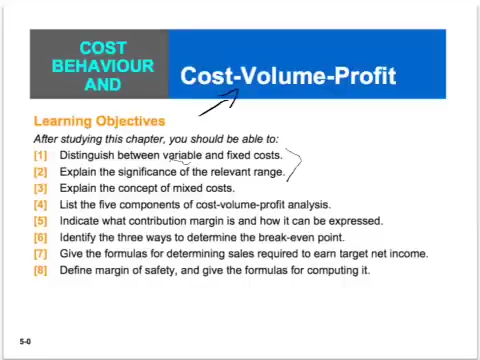 COST
BEHAVIOUR
AND
Cost-Volume-Profit
Learning Objectives
After studying this chapter, you should be able to:
[1] Distinguish between variable and fixed costs.
[2] Explain the significance of the relevant range.
[3] Explain the concept of mixed costs.
[4] List the five components of cost-volume-profit analysis.
[5] Indicate what contribution margin is and how it can be expressed.
[6] Identify the three ways to determine the break-even point.
[7] Give the formulas for determining sales required to earn target net income.
[8] Define margin of safety, and give the formulas for computing it.
5-0